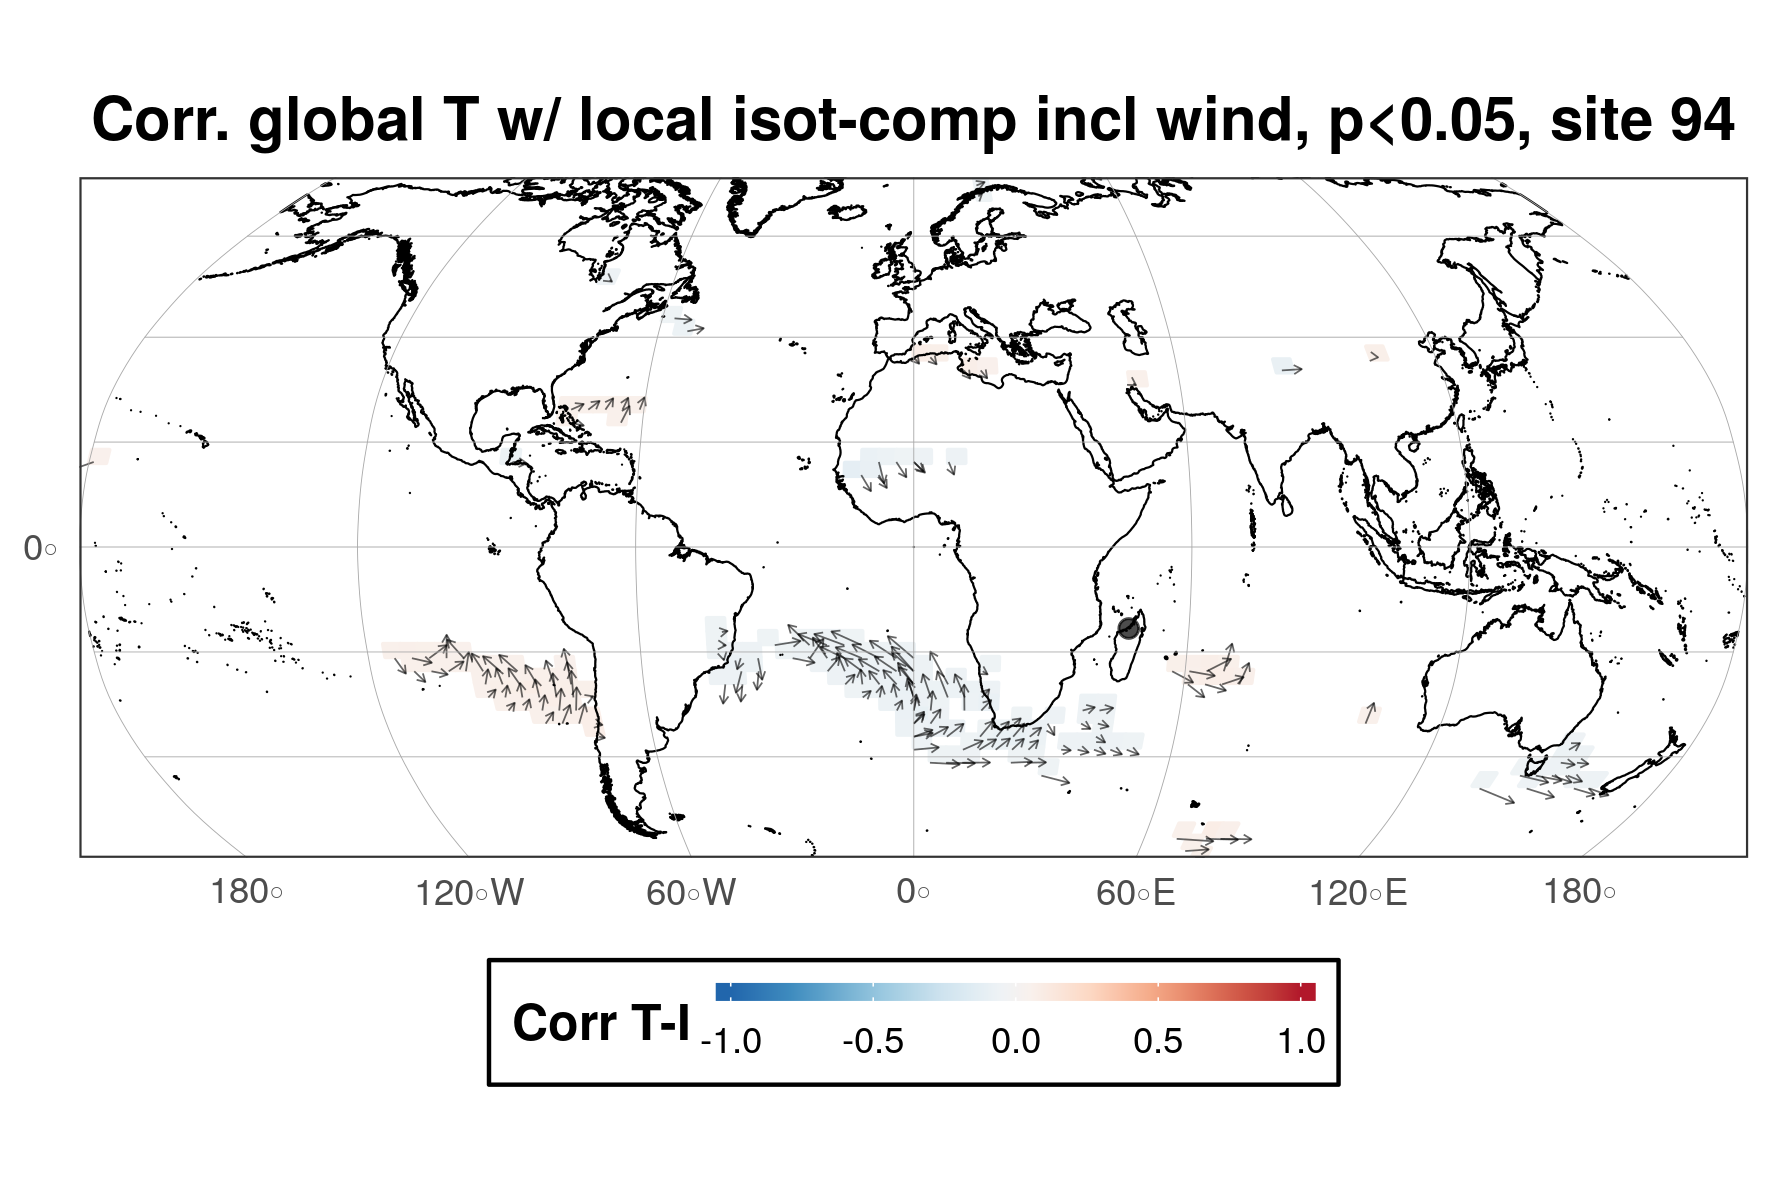 Corr. global T w/ local isot-comp incl wind, p<0.05, site 94
0○
180○ 120○W 60○W 0○ 60○E 120○E 180○
Corr T-I
-1.0 -0.5 0.0 0.5 1.0